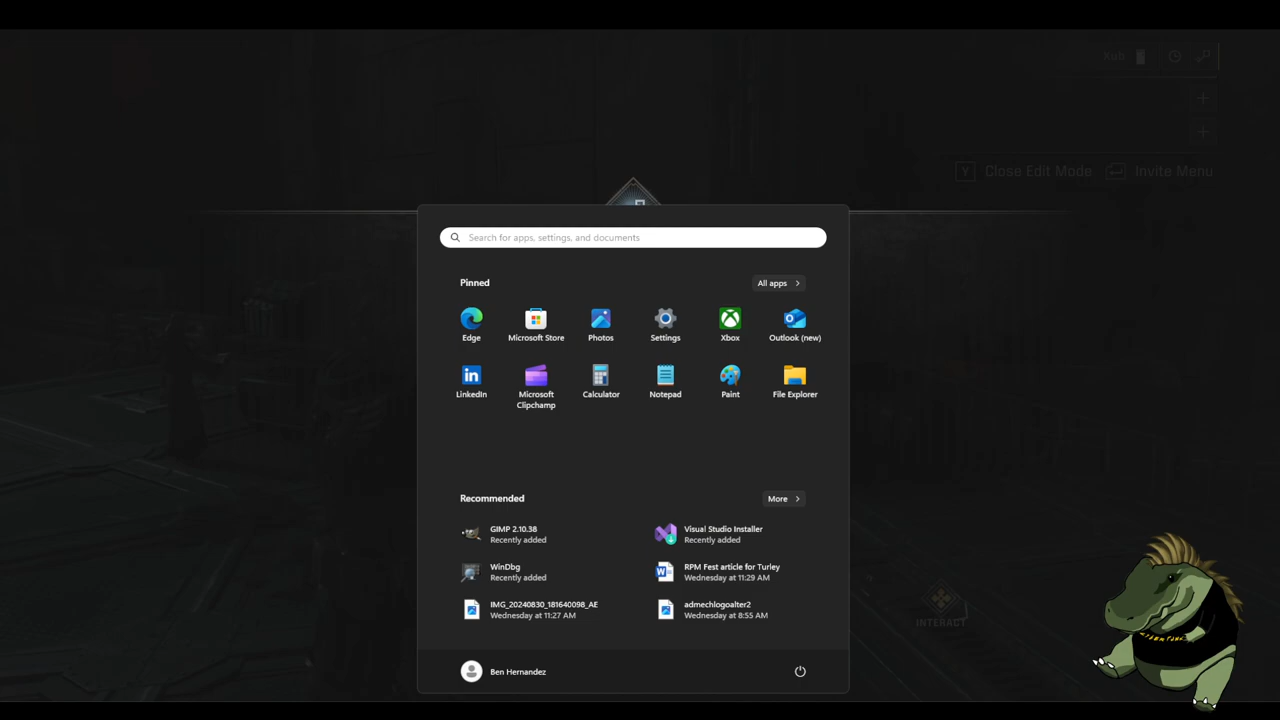 Xub
Y Close Edit Mode Invite Menu
Search for apps, settings, and documents
Pinned
All apps
Edge
Microsoft Store
Photos
Settings
Xbox
Outlook (new)
LinkedIn
Microsoft
Clipchamp
Calculator
Notepad
Paint
File Explorer
Recommended
More
GIMP 2.10.38
Recently added
Visual Studio Installer
Recently added
WinDbg
Recently added
RPM Fest article for Turley
Wednesday at 11:29 AM
IMG_20240830_181640098_AE
Wednesday at 11:27 AM
admechlogoalter2
Wednesday at 8:55 AM
INTERACT
Ben Hernandez